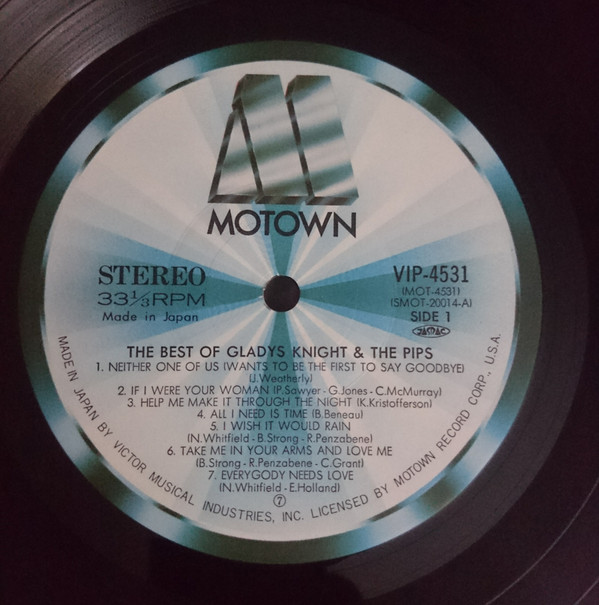 MOTOWN
STEREO
33 1/3 RPM
Made in Japan
VIP-4531
(MOT-4531)
(SMOT-20014-A)
SIDE 1
JASRAC
THE BEST OF GLADYS KNIGHT & THE PIPS
1. NEITHER ONE OF US (WANTS TO BE THE FIRST TO SAY GOODBYE)
(J.Weatherly)
2. IF I WERE YOUR WOMAN (P.Sawyer - G.Jones - C.McMurray)
3. HELP ME MAKE IT THROUGH THE NIGHT (K.Kristofferson)
4. ALL I NEED IS TIME (B.Beneau)
5. I WISH IT WOULD RAIN
(N.Whitfield - B.Strong - R.Penzabene)
6. TAKE ME IN YOUR ARMS AND LOVE ME
(B.Strong - R.Penzabene - C.Grant)
7. EVERYGODY NEEDS LOVE
(N.Whitfield - E.Holland)
⑦
MADE IN JAPAN BY VICTOR MUSICAL INDUSTRIES, INC. LICENSED BY MOTOWN RECORD CORP., U.S.A.